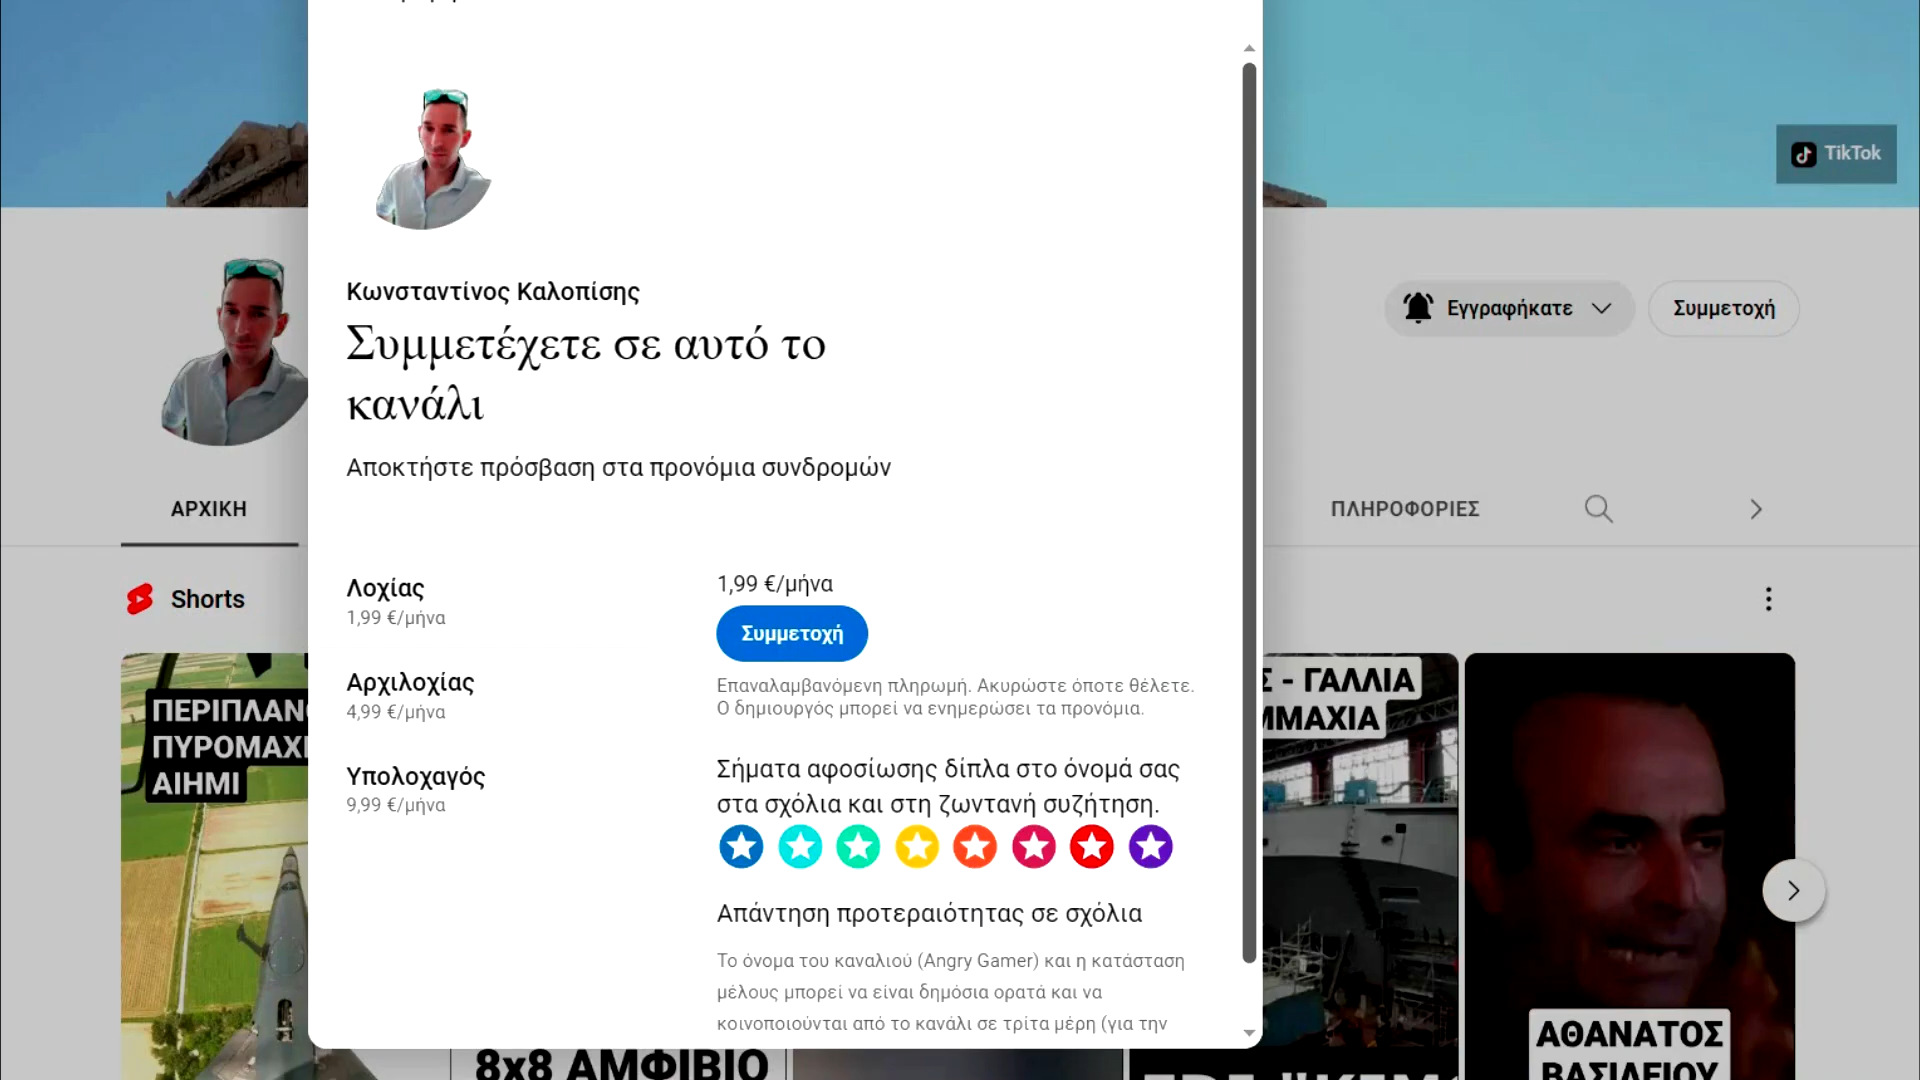 TikTok
Κωνσταντίνος Καλοπίσης
Συμμετέχετε σε αυτό το
κανάλι
Αποκτήστε πρόσβαση στα προνόμια συνδρομών
Εγγραφήκατε
Συμμετοχή
ΑΡΧΙΚΗ
ΠΛΗΡΟΦΟΡΙΕΣ
Shorts
Λοχίας
1,99 €/μήνα
Αρχιλοχίας
4,99 €/μήνα
Υπολοχαγός
9,99 €/μήνα
1,99 €/μήνα
Συμμετοχή
Επαναλαμβανόμενη πληρωμή. Ακυρώστε όποτε θέλετε.
Ο δημιουργός μπορεί να ενημερώσει τα προνόμια.
Σήματα αφοσίωσης δίπλα στο όνομά σας
στα σχόλια και στη ζωντανή συζήτηση.
Απάντηση προτεραιότητας σε σχόλια
Το όνομα του καναλιού (Angry Gamer) και η κατάσταση
μέλους μπορεί να είναι δημόσια ορατά και να
κοινοποιούνται από το κανάλι σε τρίτα μέρη (για την
ΠΕΡΙΠΛΑΝ
ΠΥΡΟΜΑΧ
ΑΙΗΜΙ
8x8 ΑΜΦΙΒΙΟ
Σ - ΓΑΛΛΙΑ
ΜΜΑΧΙΑ
ΑΘΑΝΑΤΟΣ
ΒΑΣΙΛΕΙΟΥ